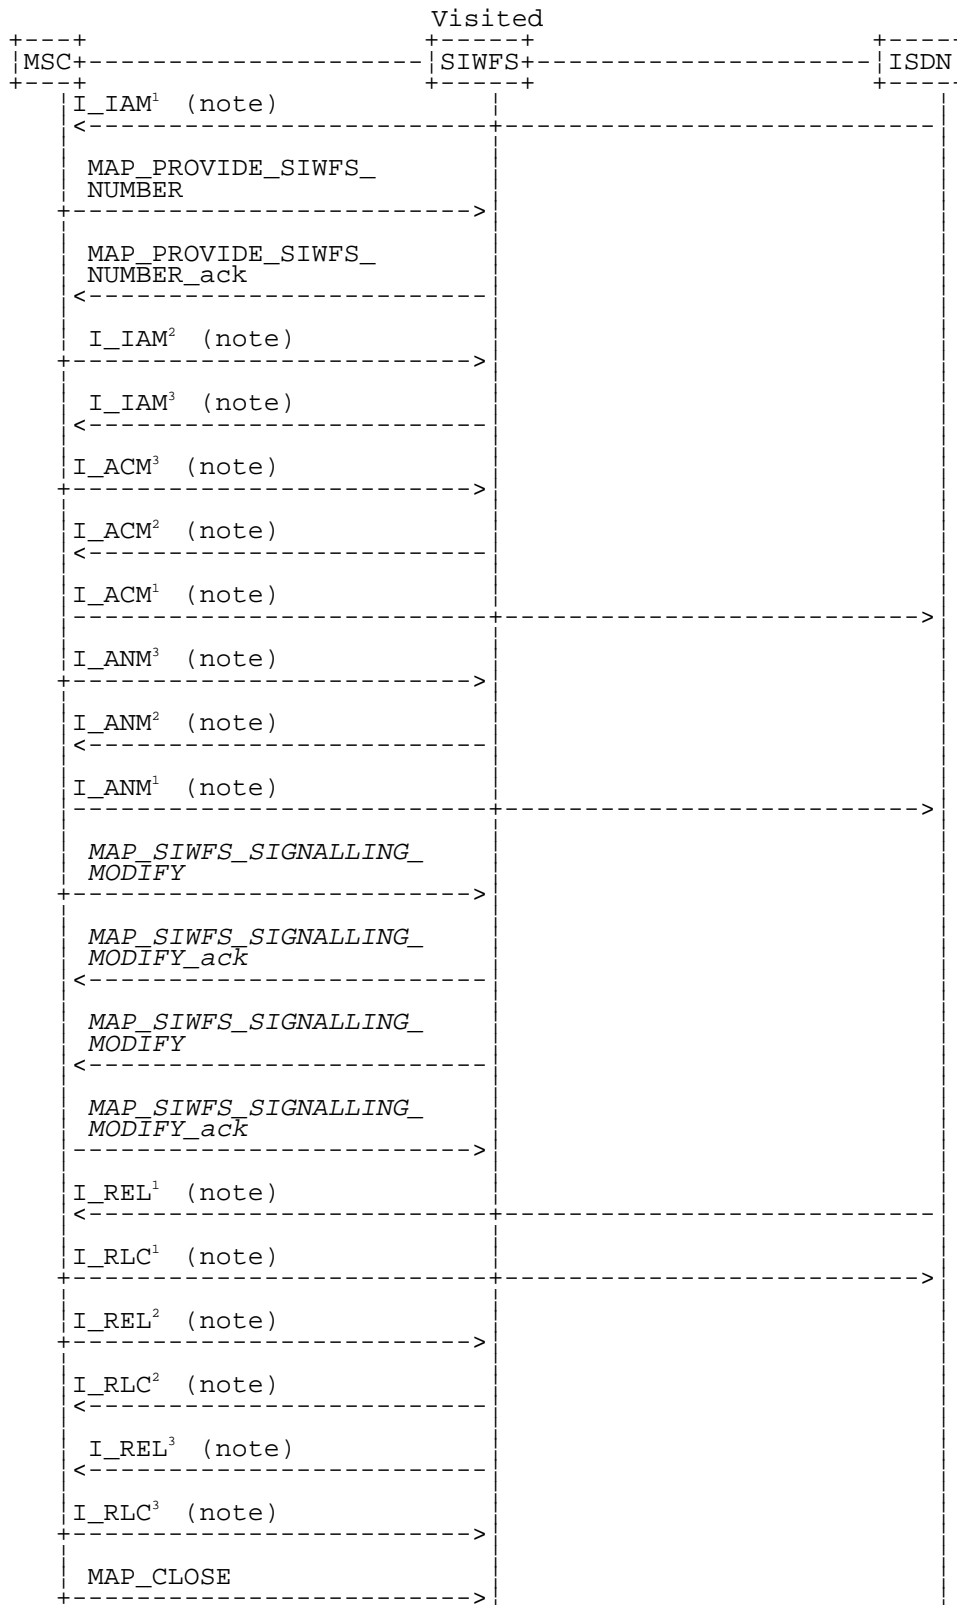 Visited
MSC SIWFS ISDN
I_IAM¹ (note)
MAP_PROVIDE_SIWFS_
NUMBER
MAP_PROVIDE_SIWFS_
NUMBER_ack
I_IAM² (note)
I_IAM³ (note)
I_ACM³ (note)
I_ACM² (note)
I_ACM¹ (note)
I_ANM³ (note)
I_ANM² (note)
I_ANM¹ (note)
MAP_SIWFS_SIGNALLING_
MODIFY
MAP_SIWFS_SIGNALLING_
MODIFY_ack
MAP_SIWFS_SIGNALLING_
MODIFY
MAP_SIWFS_SIGNALLING_
MODIFY_ack
I_REL¹ (note)
I_RLC¹ (note)
I_REL² (note)
I_RLC² (note)
I_REL³ (note)
I_RLC³ (note)
MAP_CLOSE